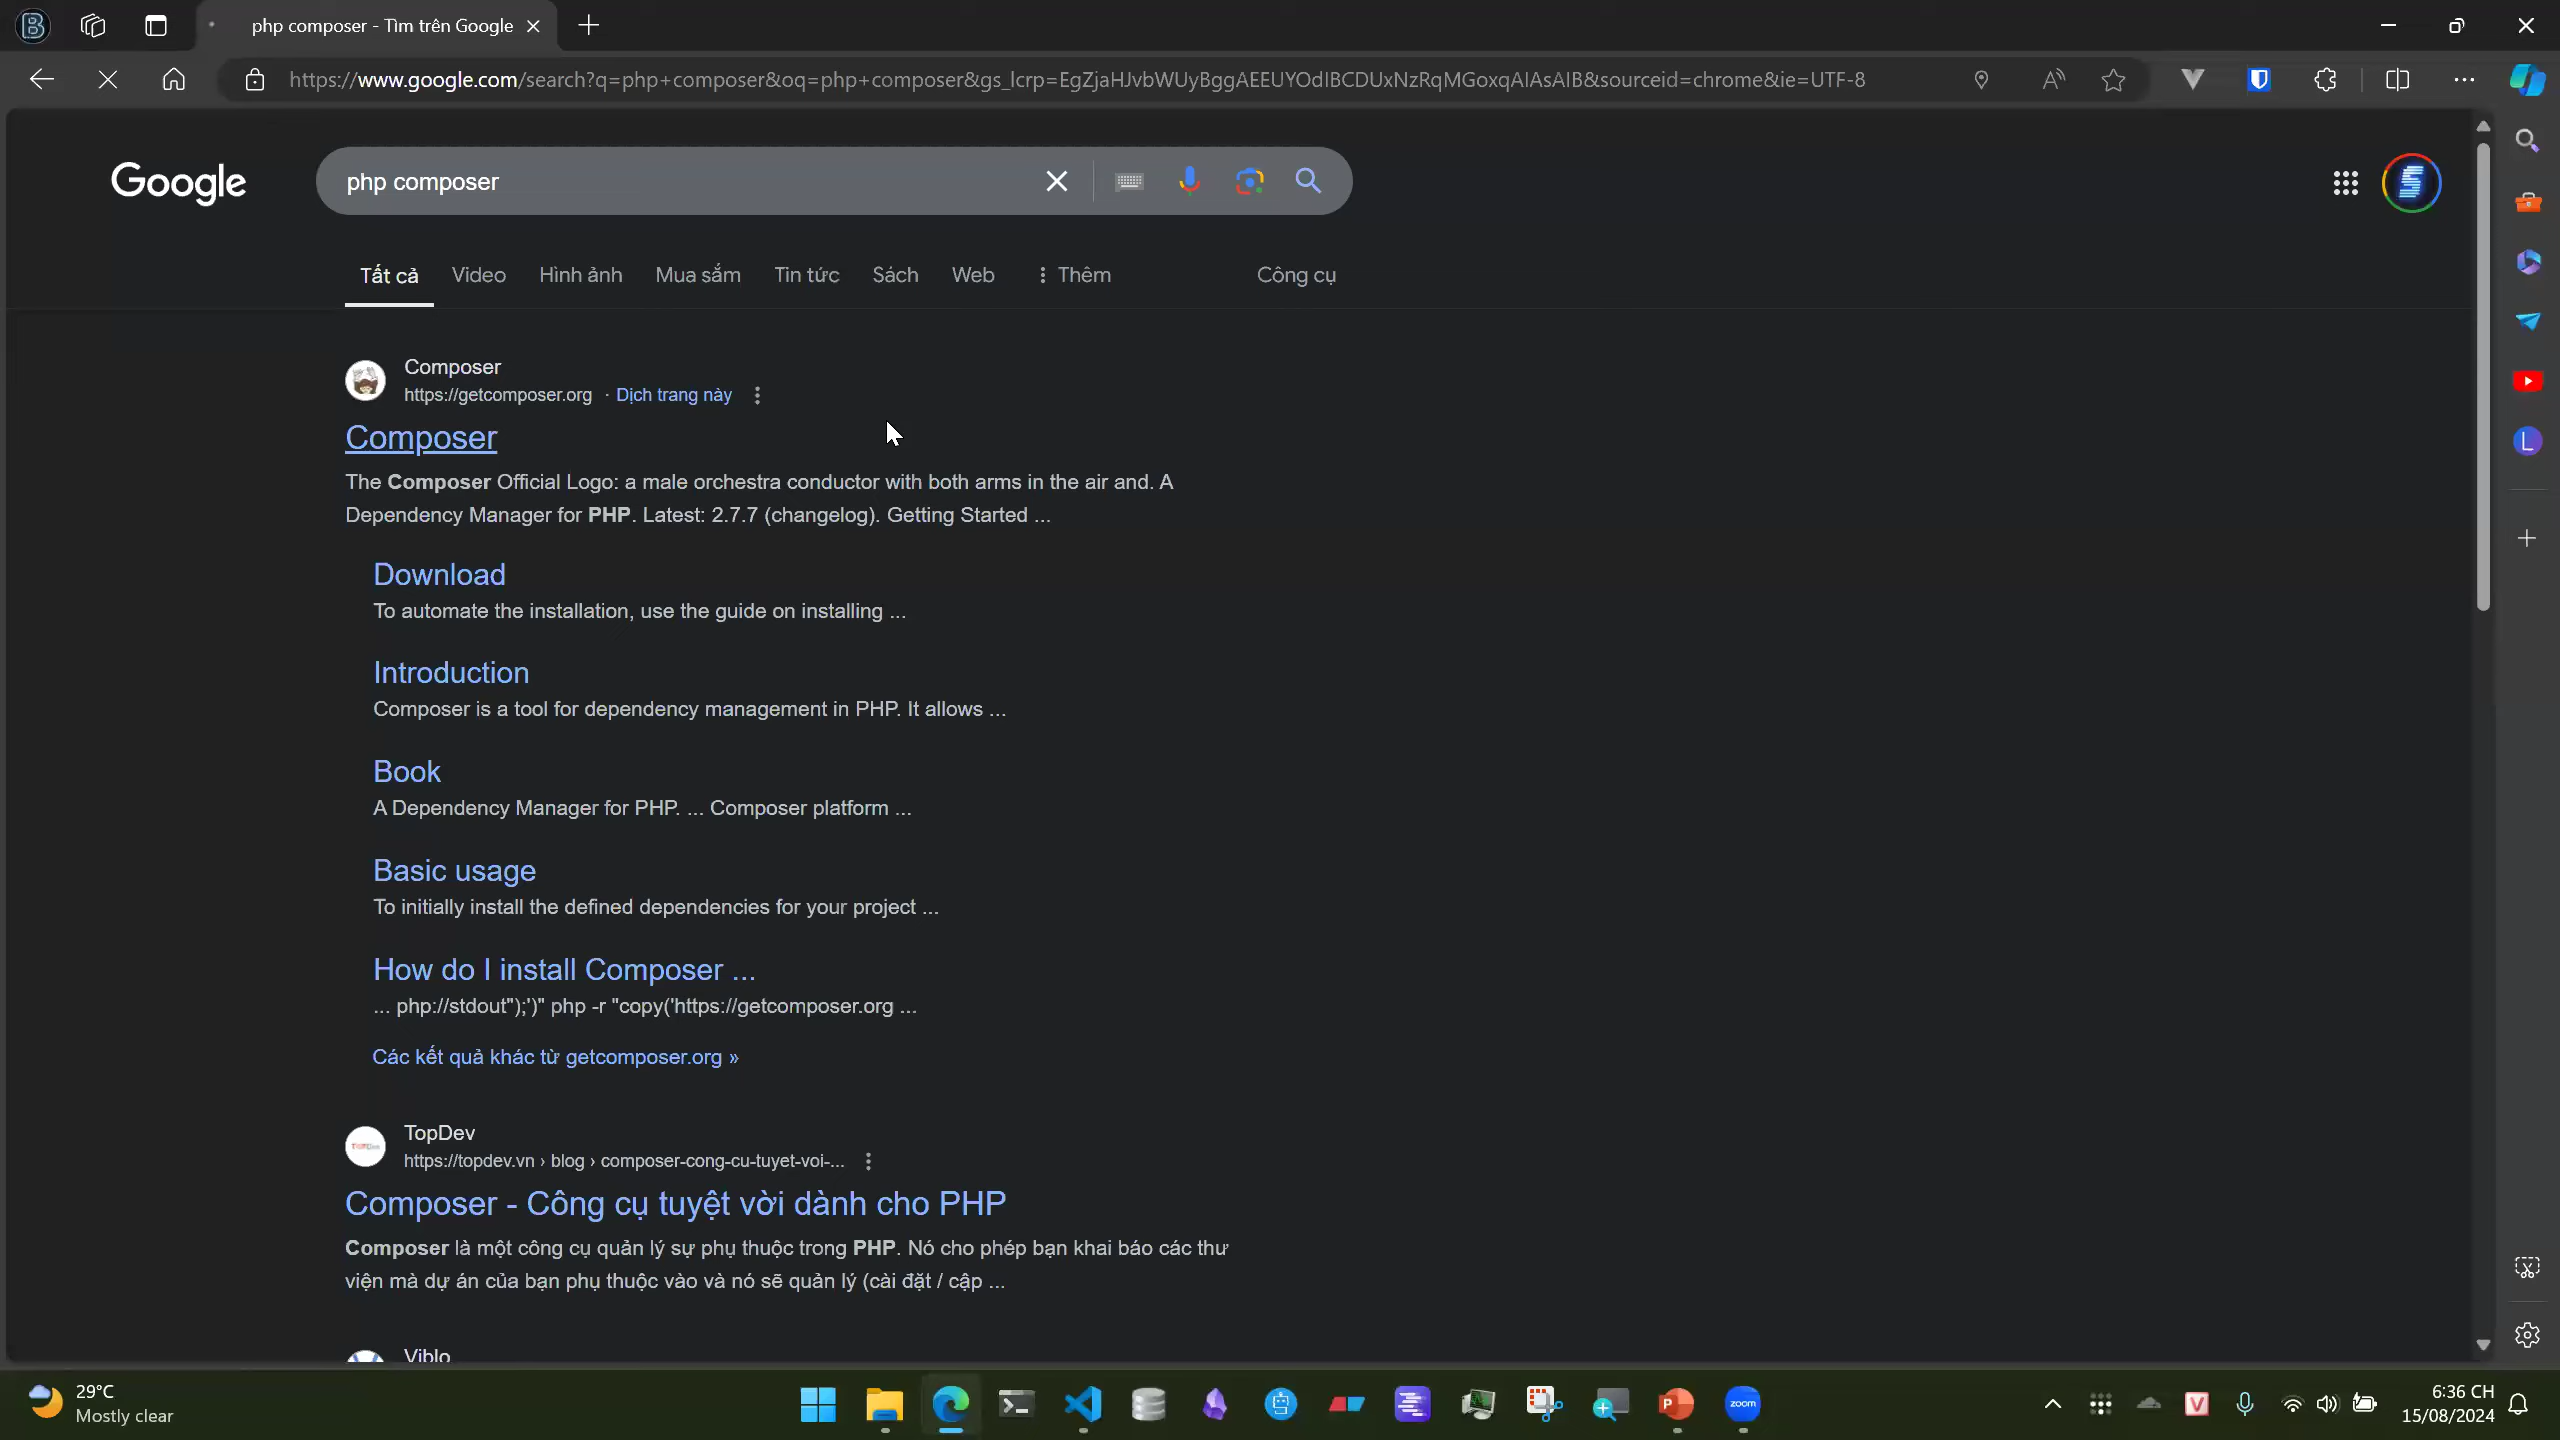 php composer - Tìm trên Google
https://www.google.com/search?q=php+composer&oq=php+composer&gs_lcrp=EgZjaHJvbWUyBggAEEUYOdIBCDUxNzRqMGoxqAIAsAIB&sourceid=chrome&ie=UTF-8
Google
php composer
Tất cả Video Hình ảnh Mua sắm Tin tức Sách Web Thêm Công cụ
Composer
https://getcomposer.org · Dịch trang này
Composer
The Composer Official Logo: a male orchestra conductor with both arms in the air and. A
Dependency Manager for PHP. Latest: 2.7.7 (changelog). Getting Started ...
Download
To automate the installation, use the guide on installing ...
Introduction
Composer is a tool for dependency management in PHP. It allows ...
Book
A Dependency Manager for PHP. ... Composer platform ...
Basic usage
To initially install the defined dependencies for your project ...
How do I install Composer ...
... php://stdout");')" php -r "copy('https://getcomposer.org ...
Các kết quả khác từ getcomposer.org »
TopDev
https://topdev.vn › blog › composer-cong-cu-tuyet-voi-...
Composer - Công cụ tuyệt vời dành cho PHP
Composer là một công cụ quản lý sự phụ thuộc trong PHP. Nó cho phép bạn khai báo các thư
viện mà dự án của bạn phụ thuộc vào và nó sẽ quản lý (cài đặt / cập ...
Viblo
29°C
Mostly clear
zoom
6:36 CH
15/08/2024